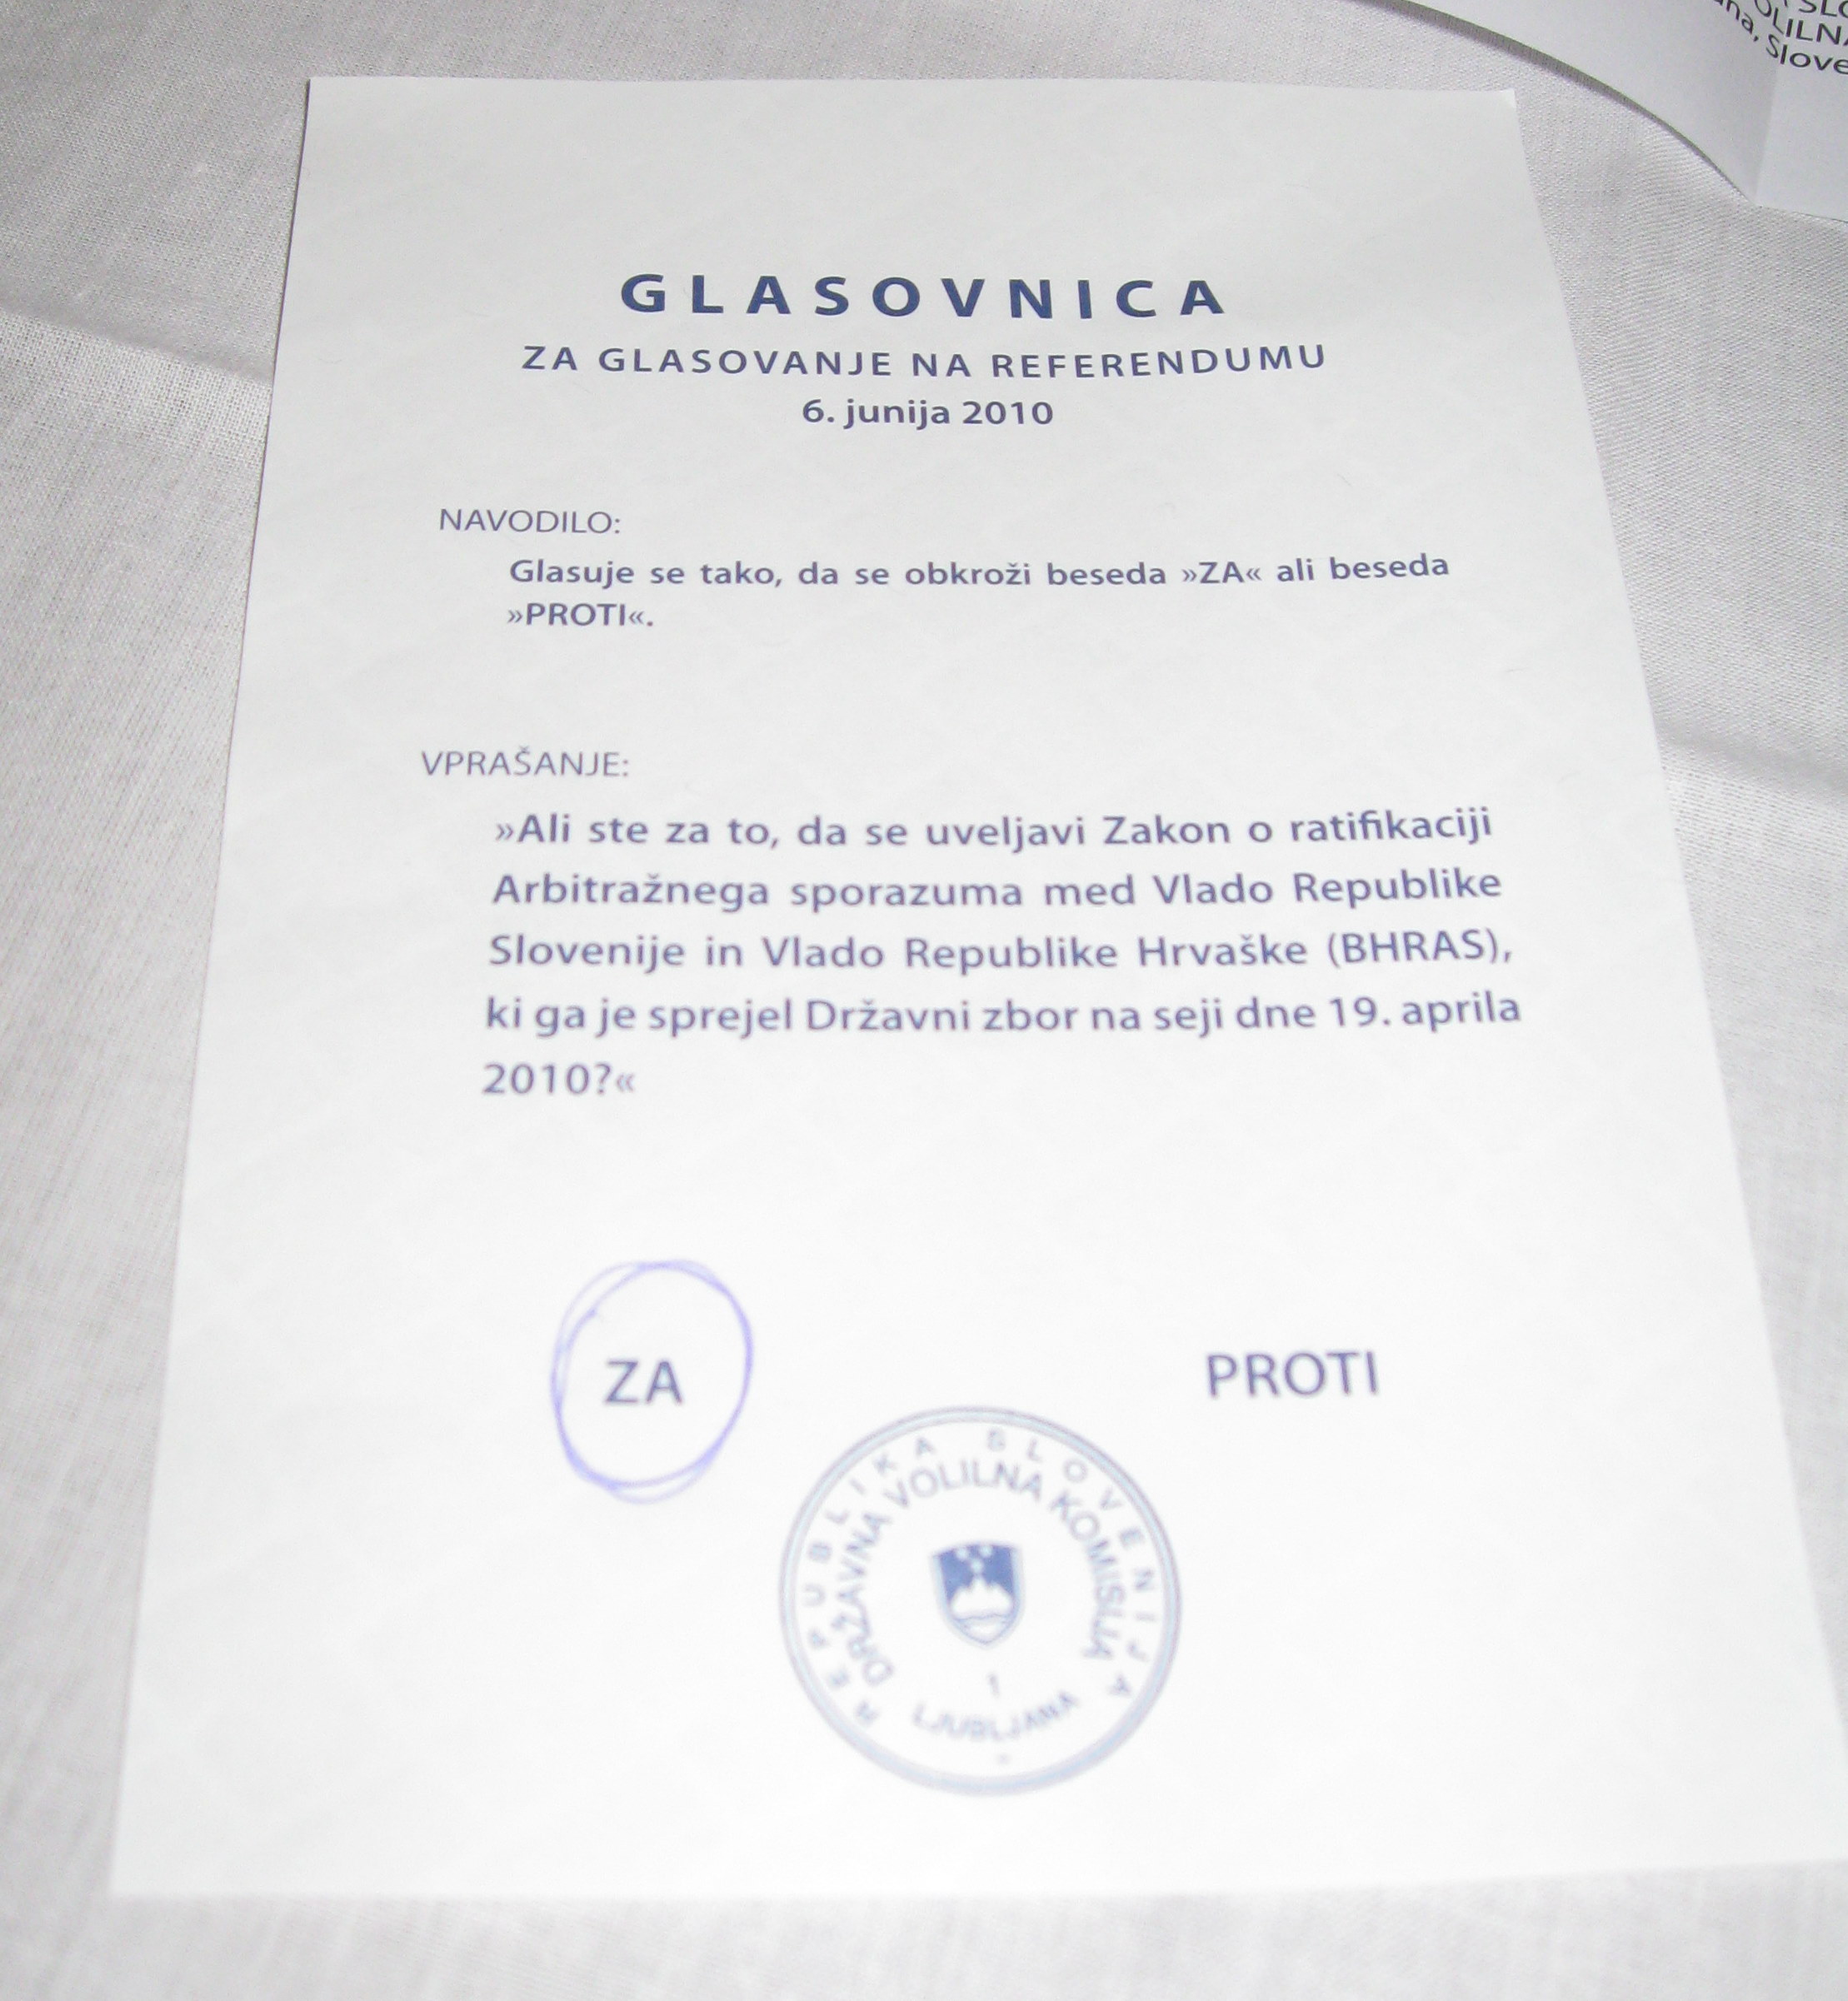 GLASOVNICA
ZA GLASOVANJE NA REFERENDUMU
6. junija 2010
NAVODILO:
Glasuje se tako, da se obkroži beseda »ZA« ali beseda
»PROTI«.
VPRAŠANJE:
»Ali ste za to, da se uveljavi Zakon o ratifikaciji
Arbitražnega sporazuma med Vlado Republike
Slovenije in Vlado Republike Hrvaške (BHRAS),
ki ga je sprejel Državni zbor na seji dne 19. aprila
2010?«
ZA
PROTI
REPUBLIKA SLOVENIJA
DRŽAVNA VOLILNA KOMISIJA
1
LJUBLJANA